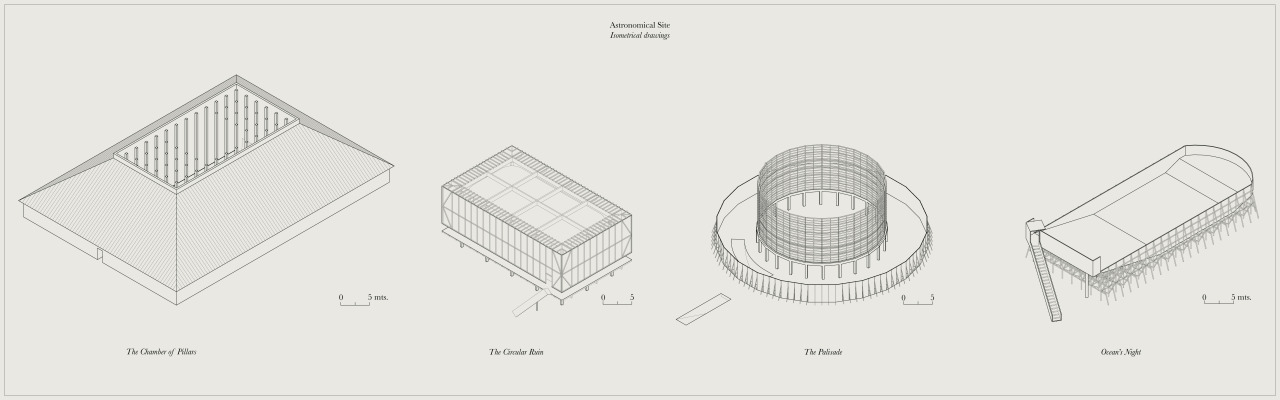 Astronomical Site
Isometrical drawings
0 5 mts.
0 5
0 5
0 5 mts.
The Chamber of Pillars
The Circular Ruin
The Palisade
Ocean's Night